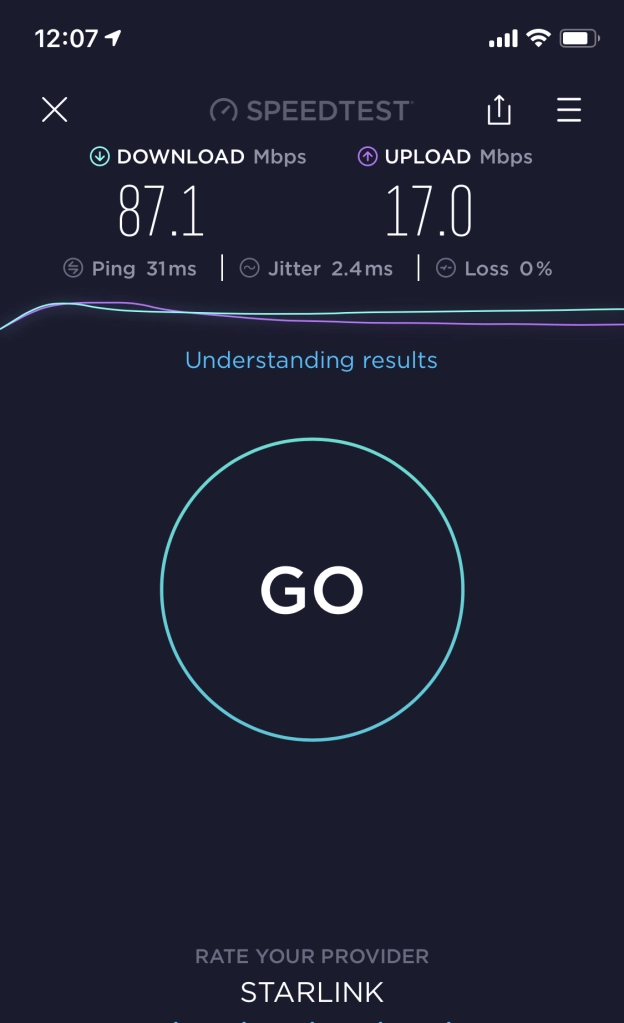 12:07
SPEEDTEST
DOWNLOAD Mbps UPLOAD Mbps
87.1 17.0
Ping 31ms Jitter 2.4ms Loss 0%
Understanding results
GO
RATE YOUR PROVIDER
STARLINK